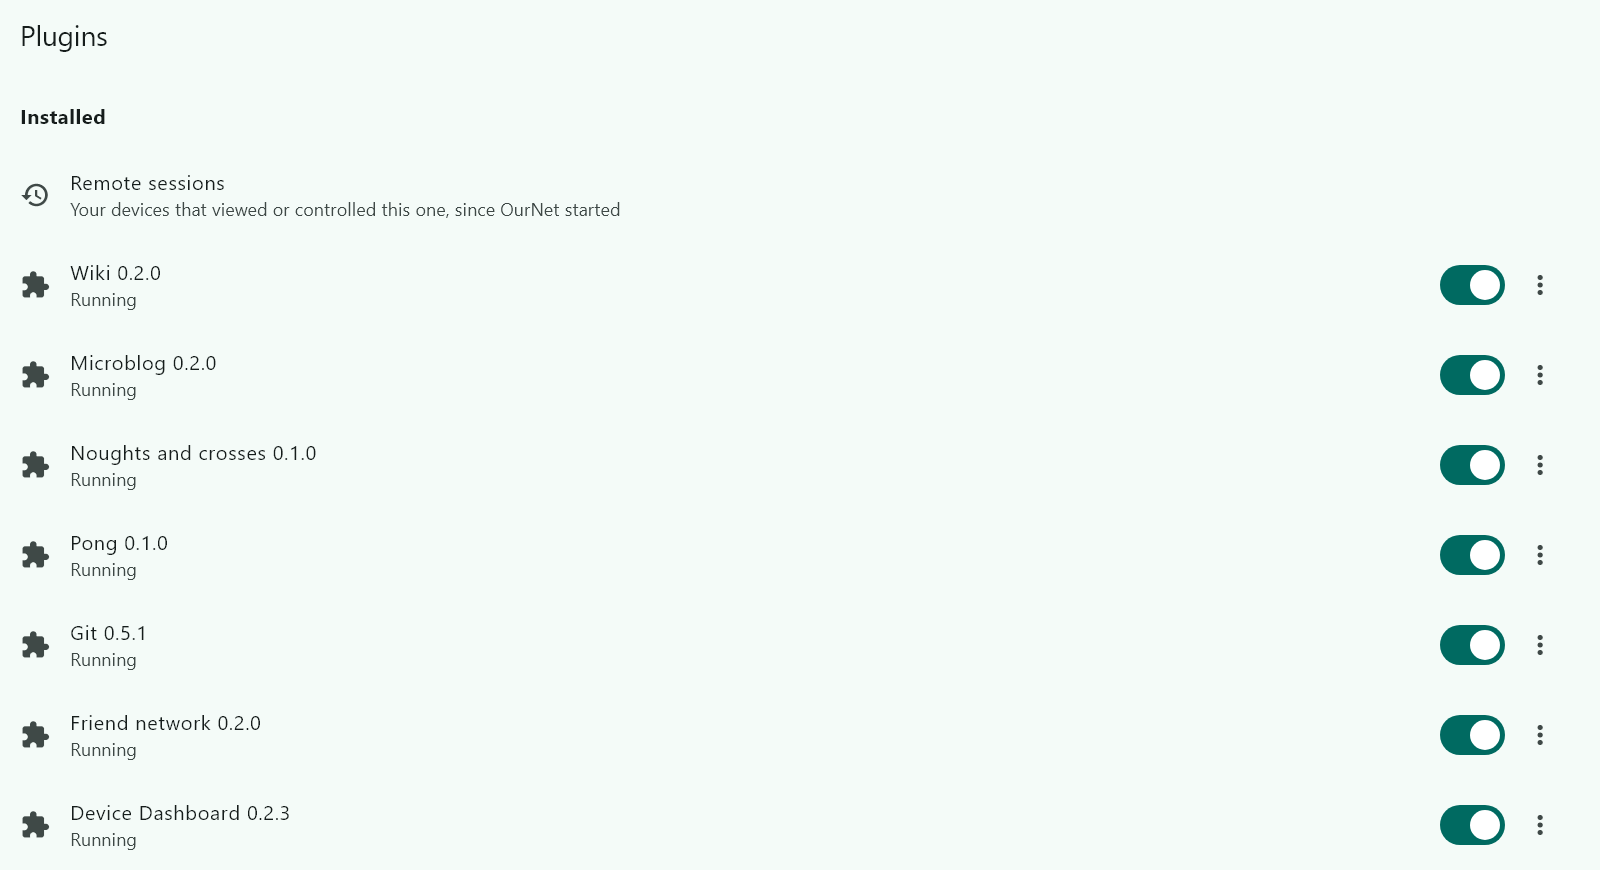 Plugins
Installed
Remote sessions
Your devices that viewed or controlled this one, since OurNet started
Wiki 0.2.0
Running
Microblog 0.2.0
Running
Noughts and crosses 0.1.0
Running
Pong 0.1.0
Running
Git 0.5.1
Running
Friend network 0.2.0
Running
Device Dashboard 0.2.3
Running